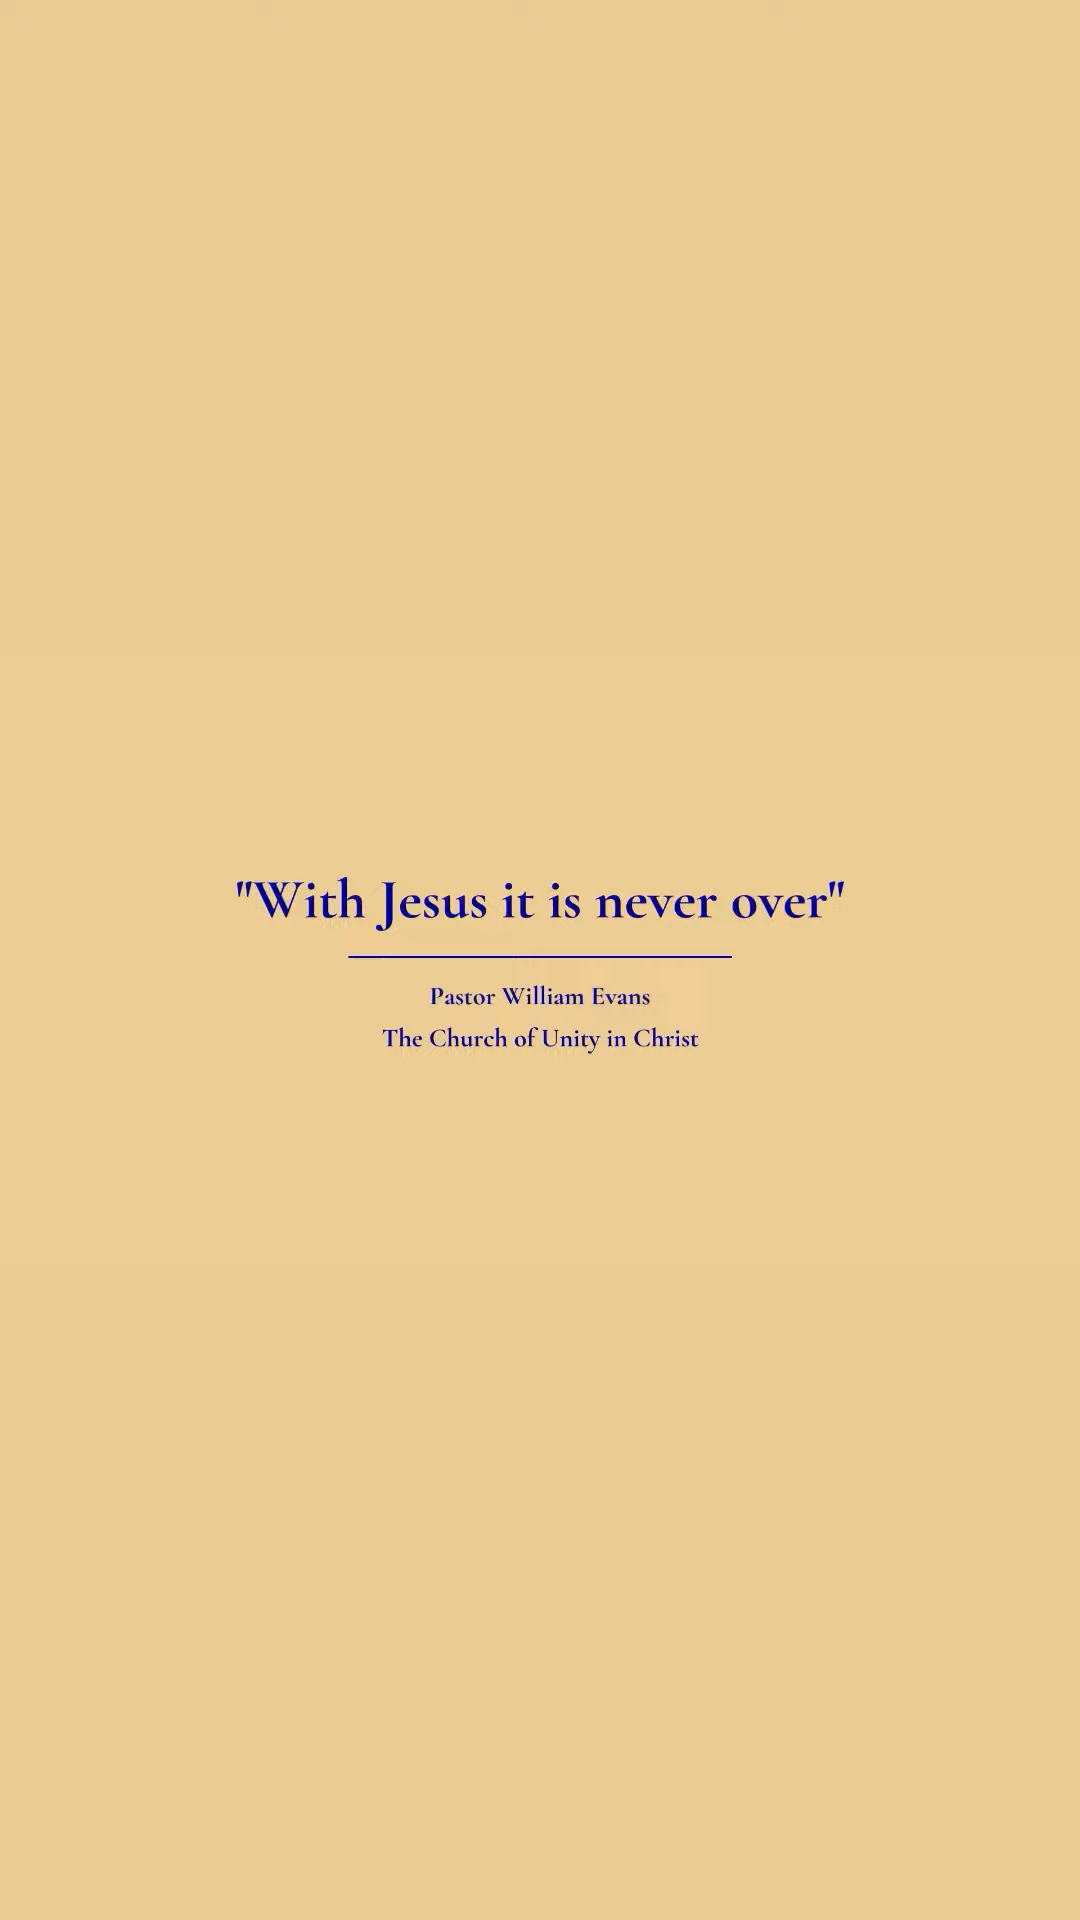 "With Jesus it is never over"
Pastor William Evans
The Church of Unity in Christ